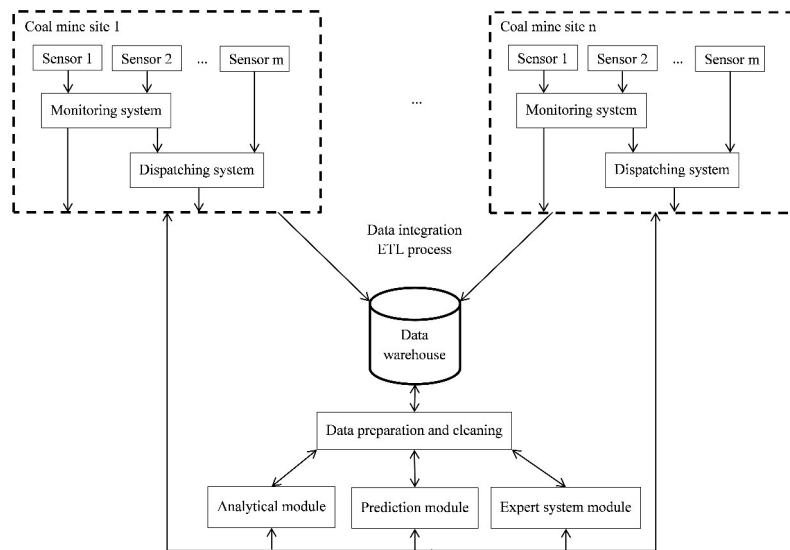 Coal mine site 1
Sensor 1 Sensor 2 ... Sensor m
Monitoring system
Dispatching system
...
Coal mine site n
Sensor 1 Sensor 2 ... Sensor m
Monitoring system
Dispatching system
Data integration
ETL process
Data
warehouse
Data preparation and cleaning
Analytical module
Prediction module
Expert system module